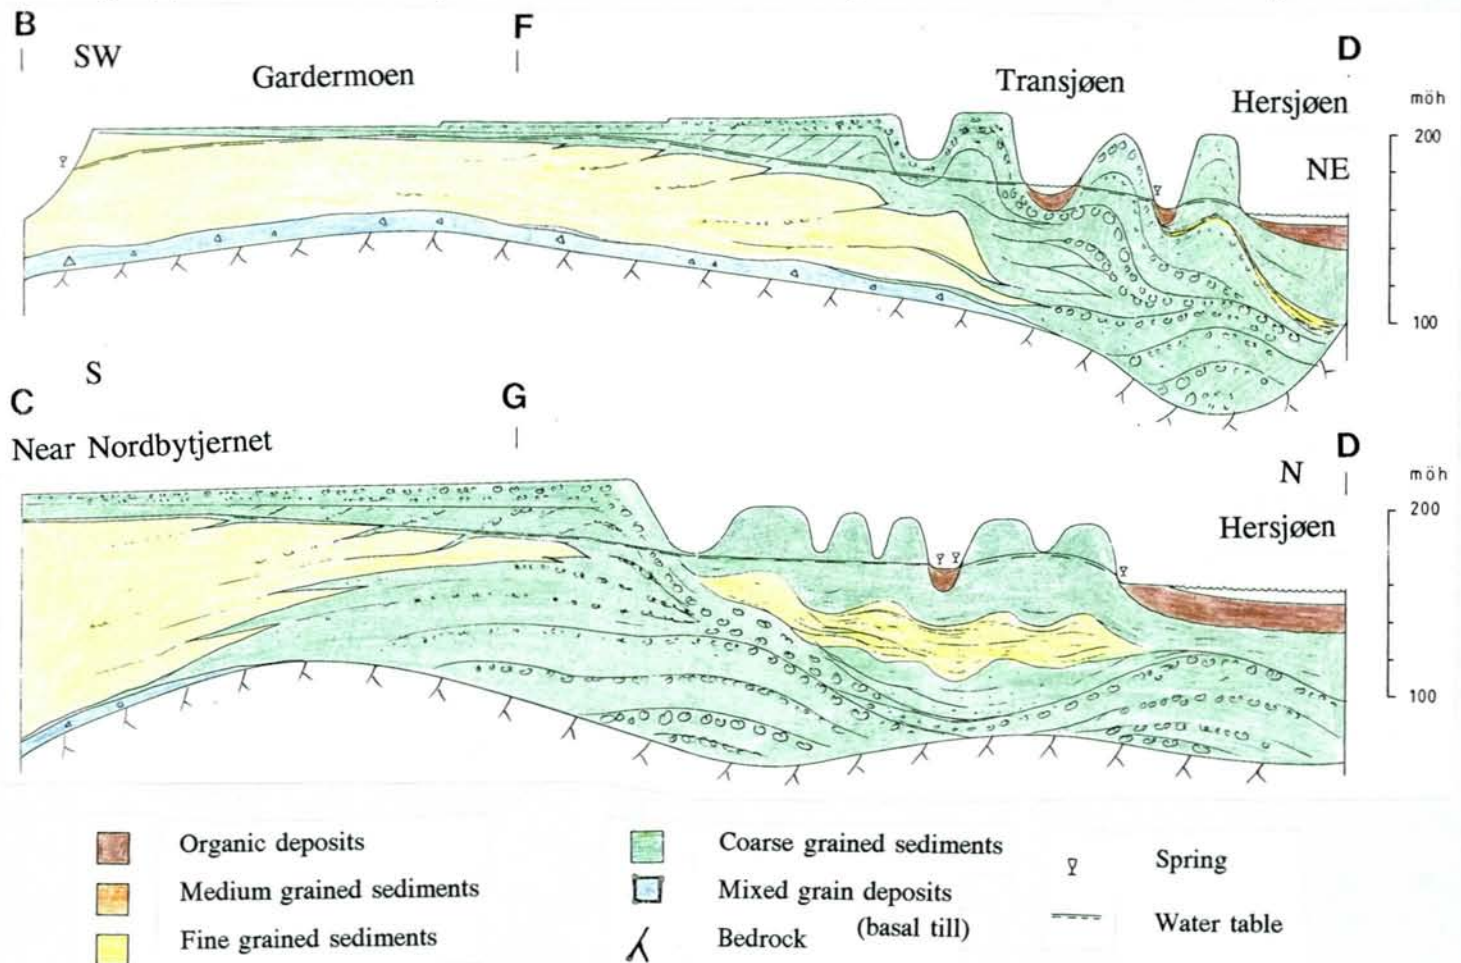 B
F
D
SW
Gardermoen
Transjøen
Hersjøen
möh
200
NE
100
S
C
G
D
Near Nordbytjernet
N
möh
Hersjøen
200
100
Organic deposits
Medium grained sediments
Fine grained sediments
Coarse grained sediments
Mixed grain deposits
(basal till)
Bedrock
Spring
Water table